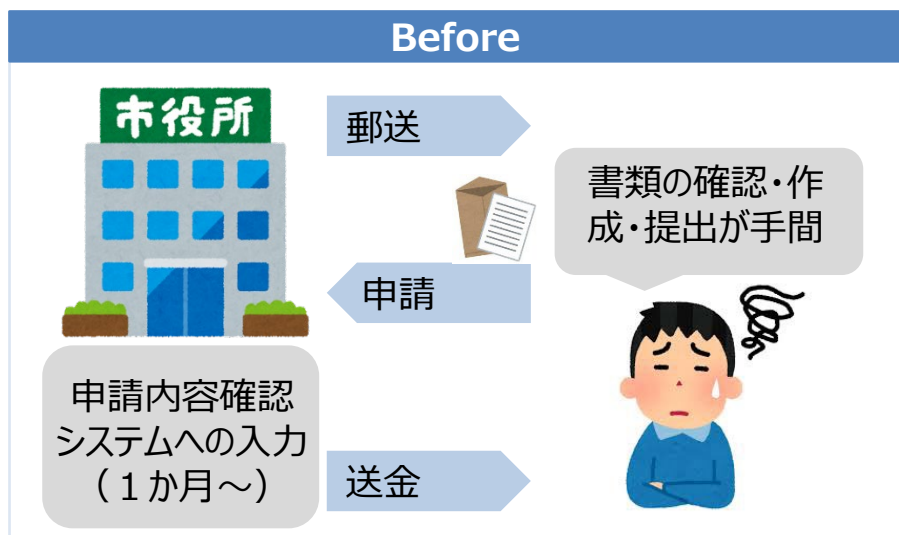 Before
市役所
郵送
書類の確認・作
成・提出が手間
申請
申請内容確認
システムへの入力
（１か月～）
送金